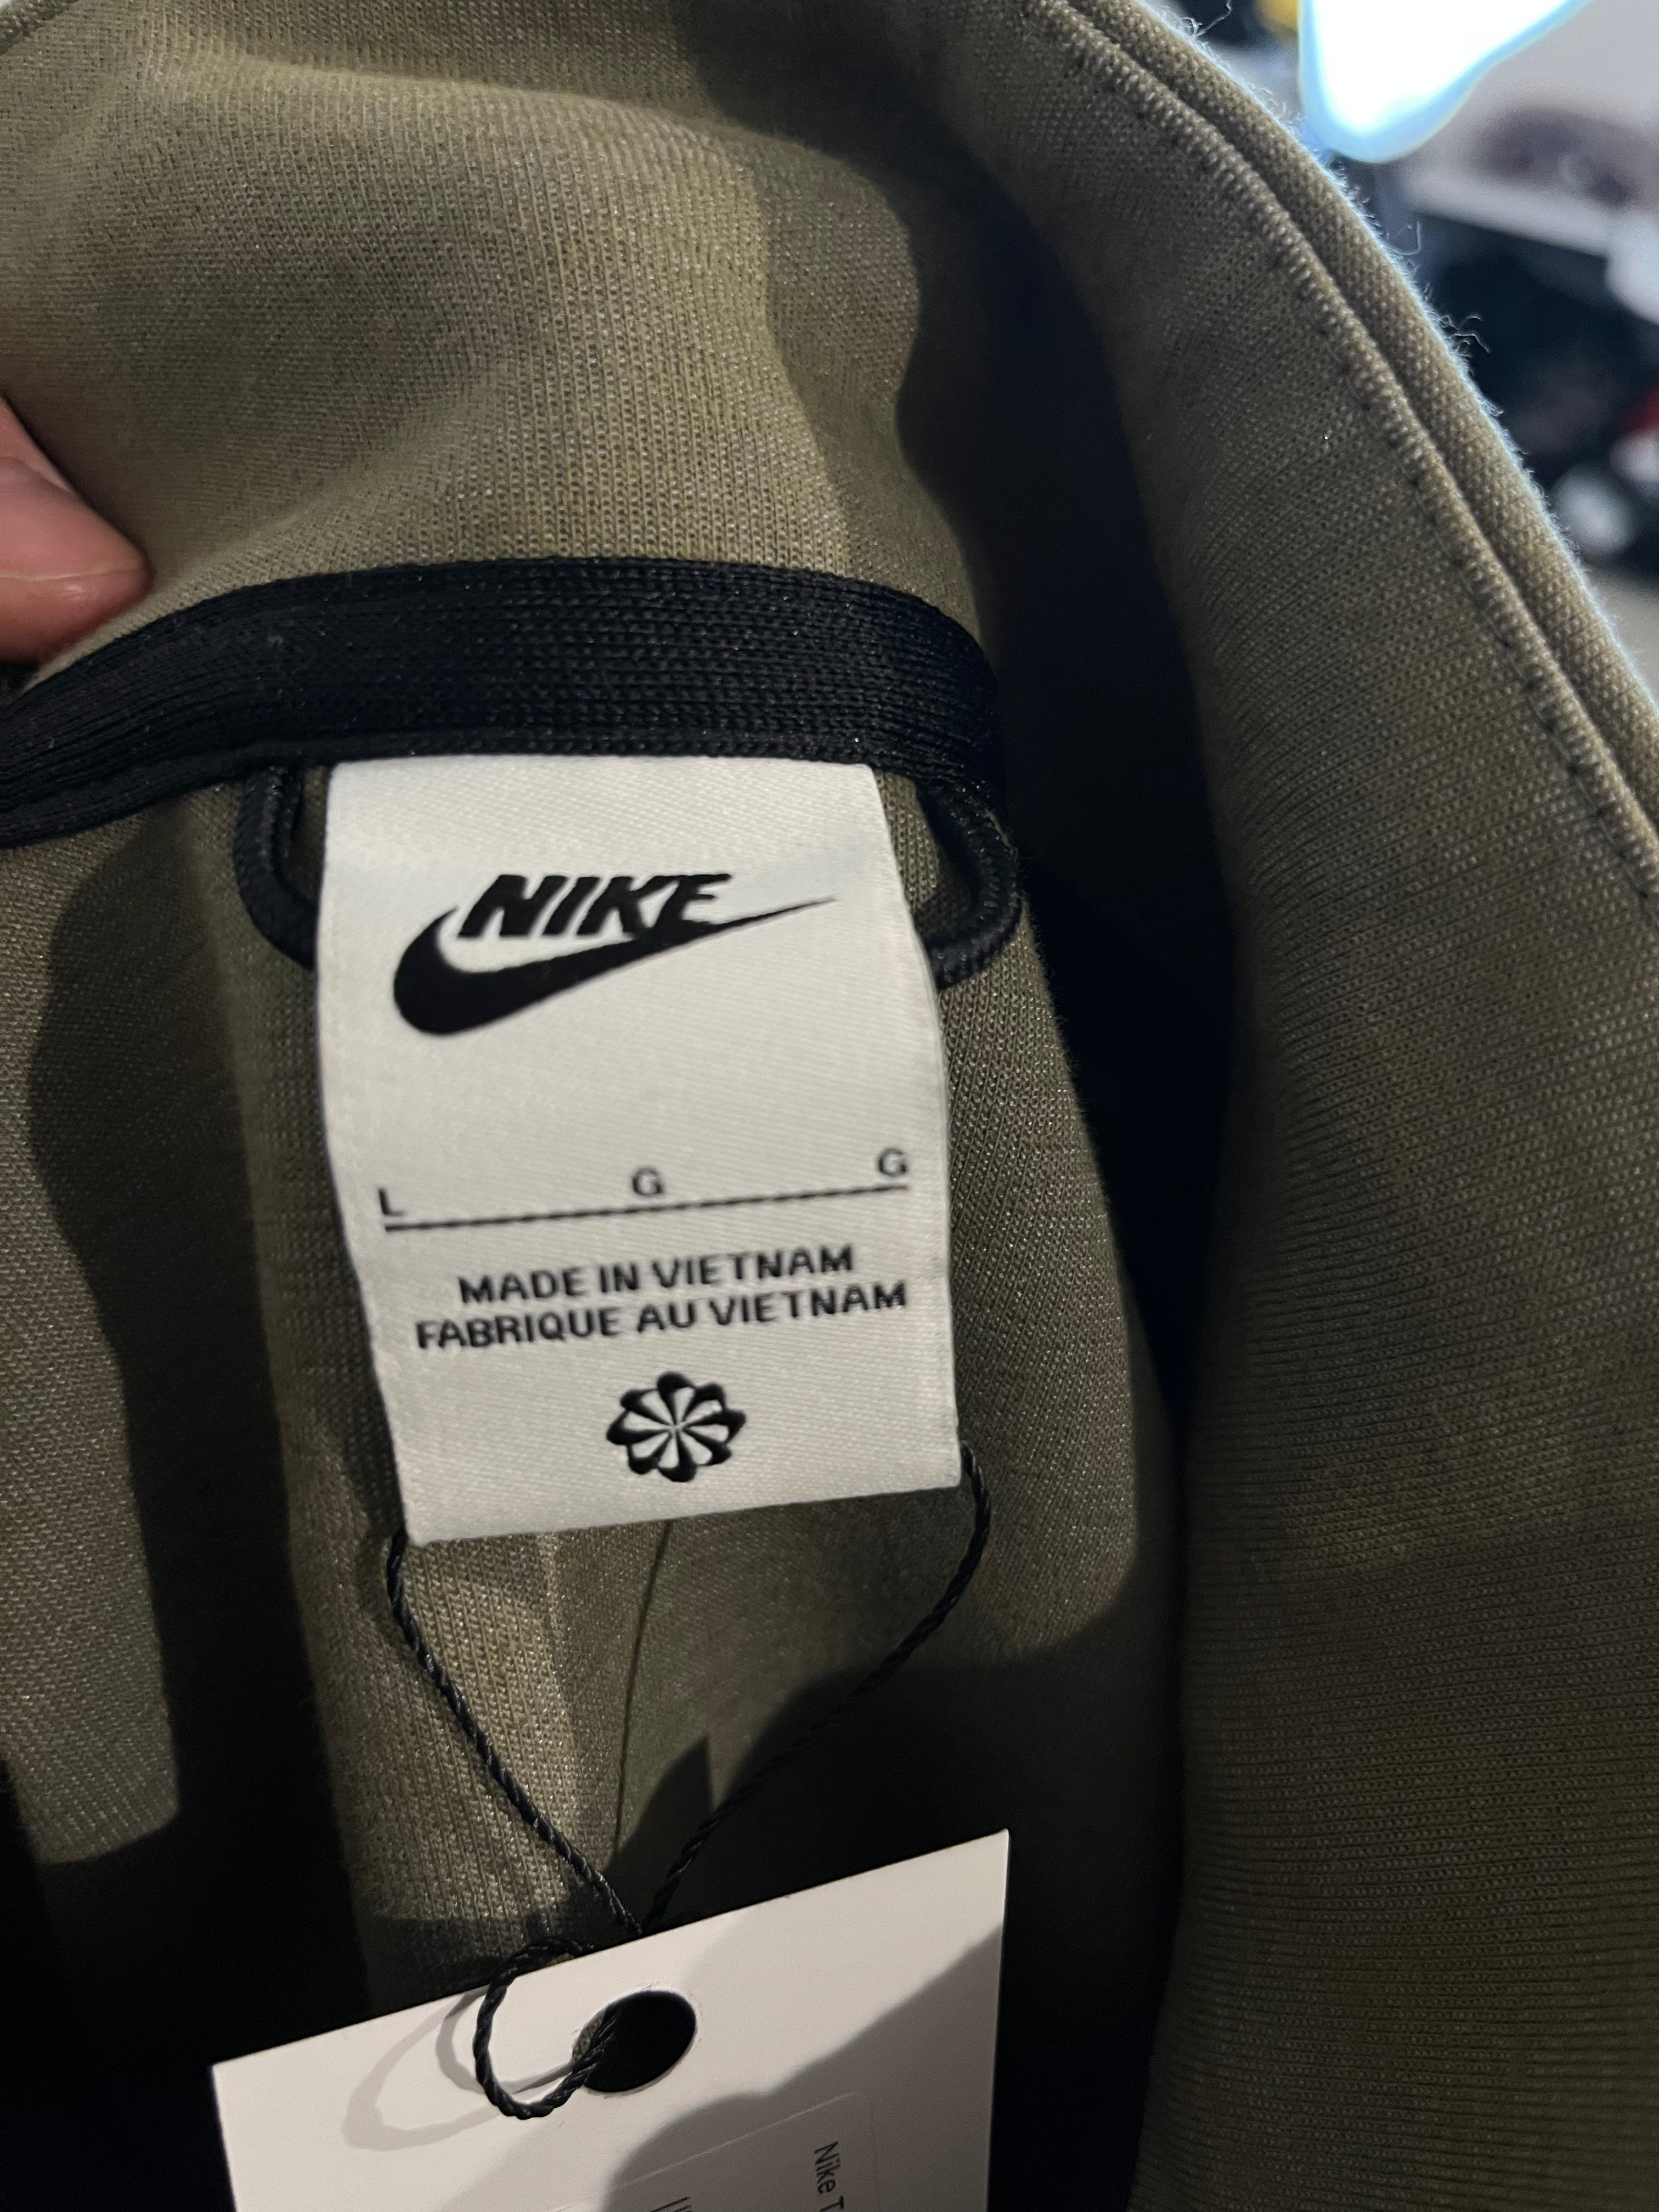 NIKE
L G G
MADE IN VIETNAM
FABRIQUE AU VIETNAM
Nike T